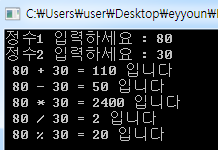 C:₩Users₩user₩Desktop₩eyyoun₩
정수1 입력하세요 : 80
정수2 입력하세요 : 30
80 + 30 = 110 입니다
80 - 30 = 50 입니다
80 * 30 = 2400 입니다
80 / 30 = 2 입니다
80 % 30 = 20 입니다